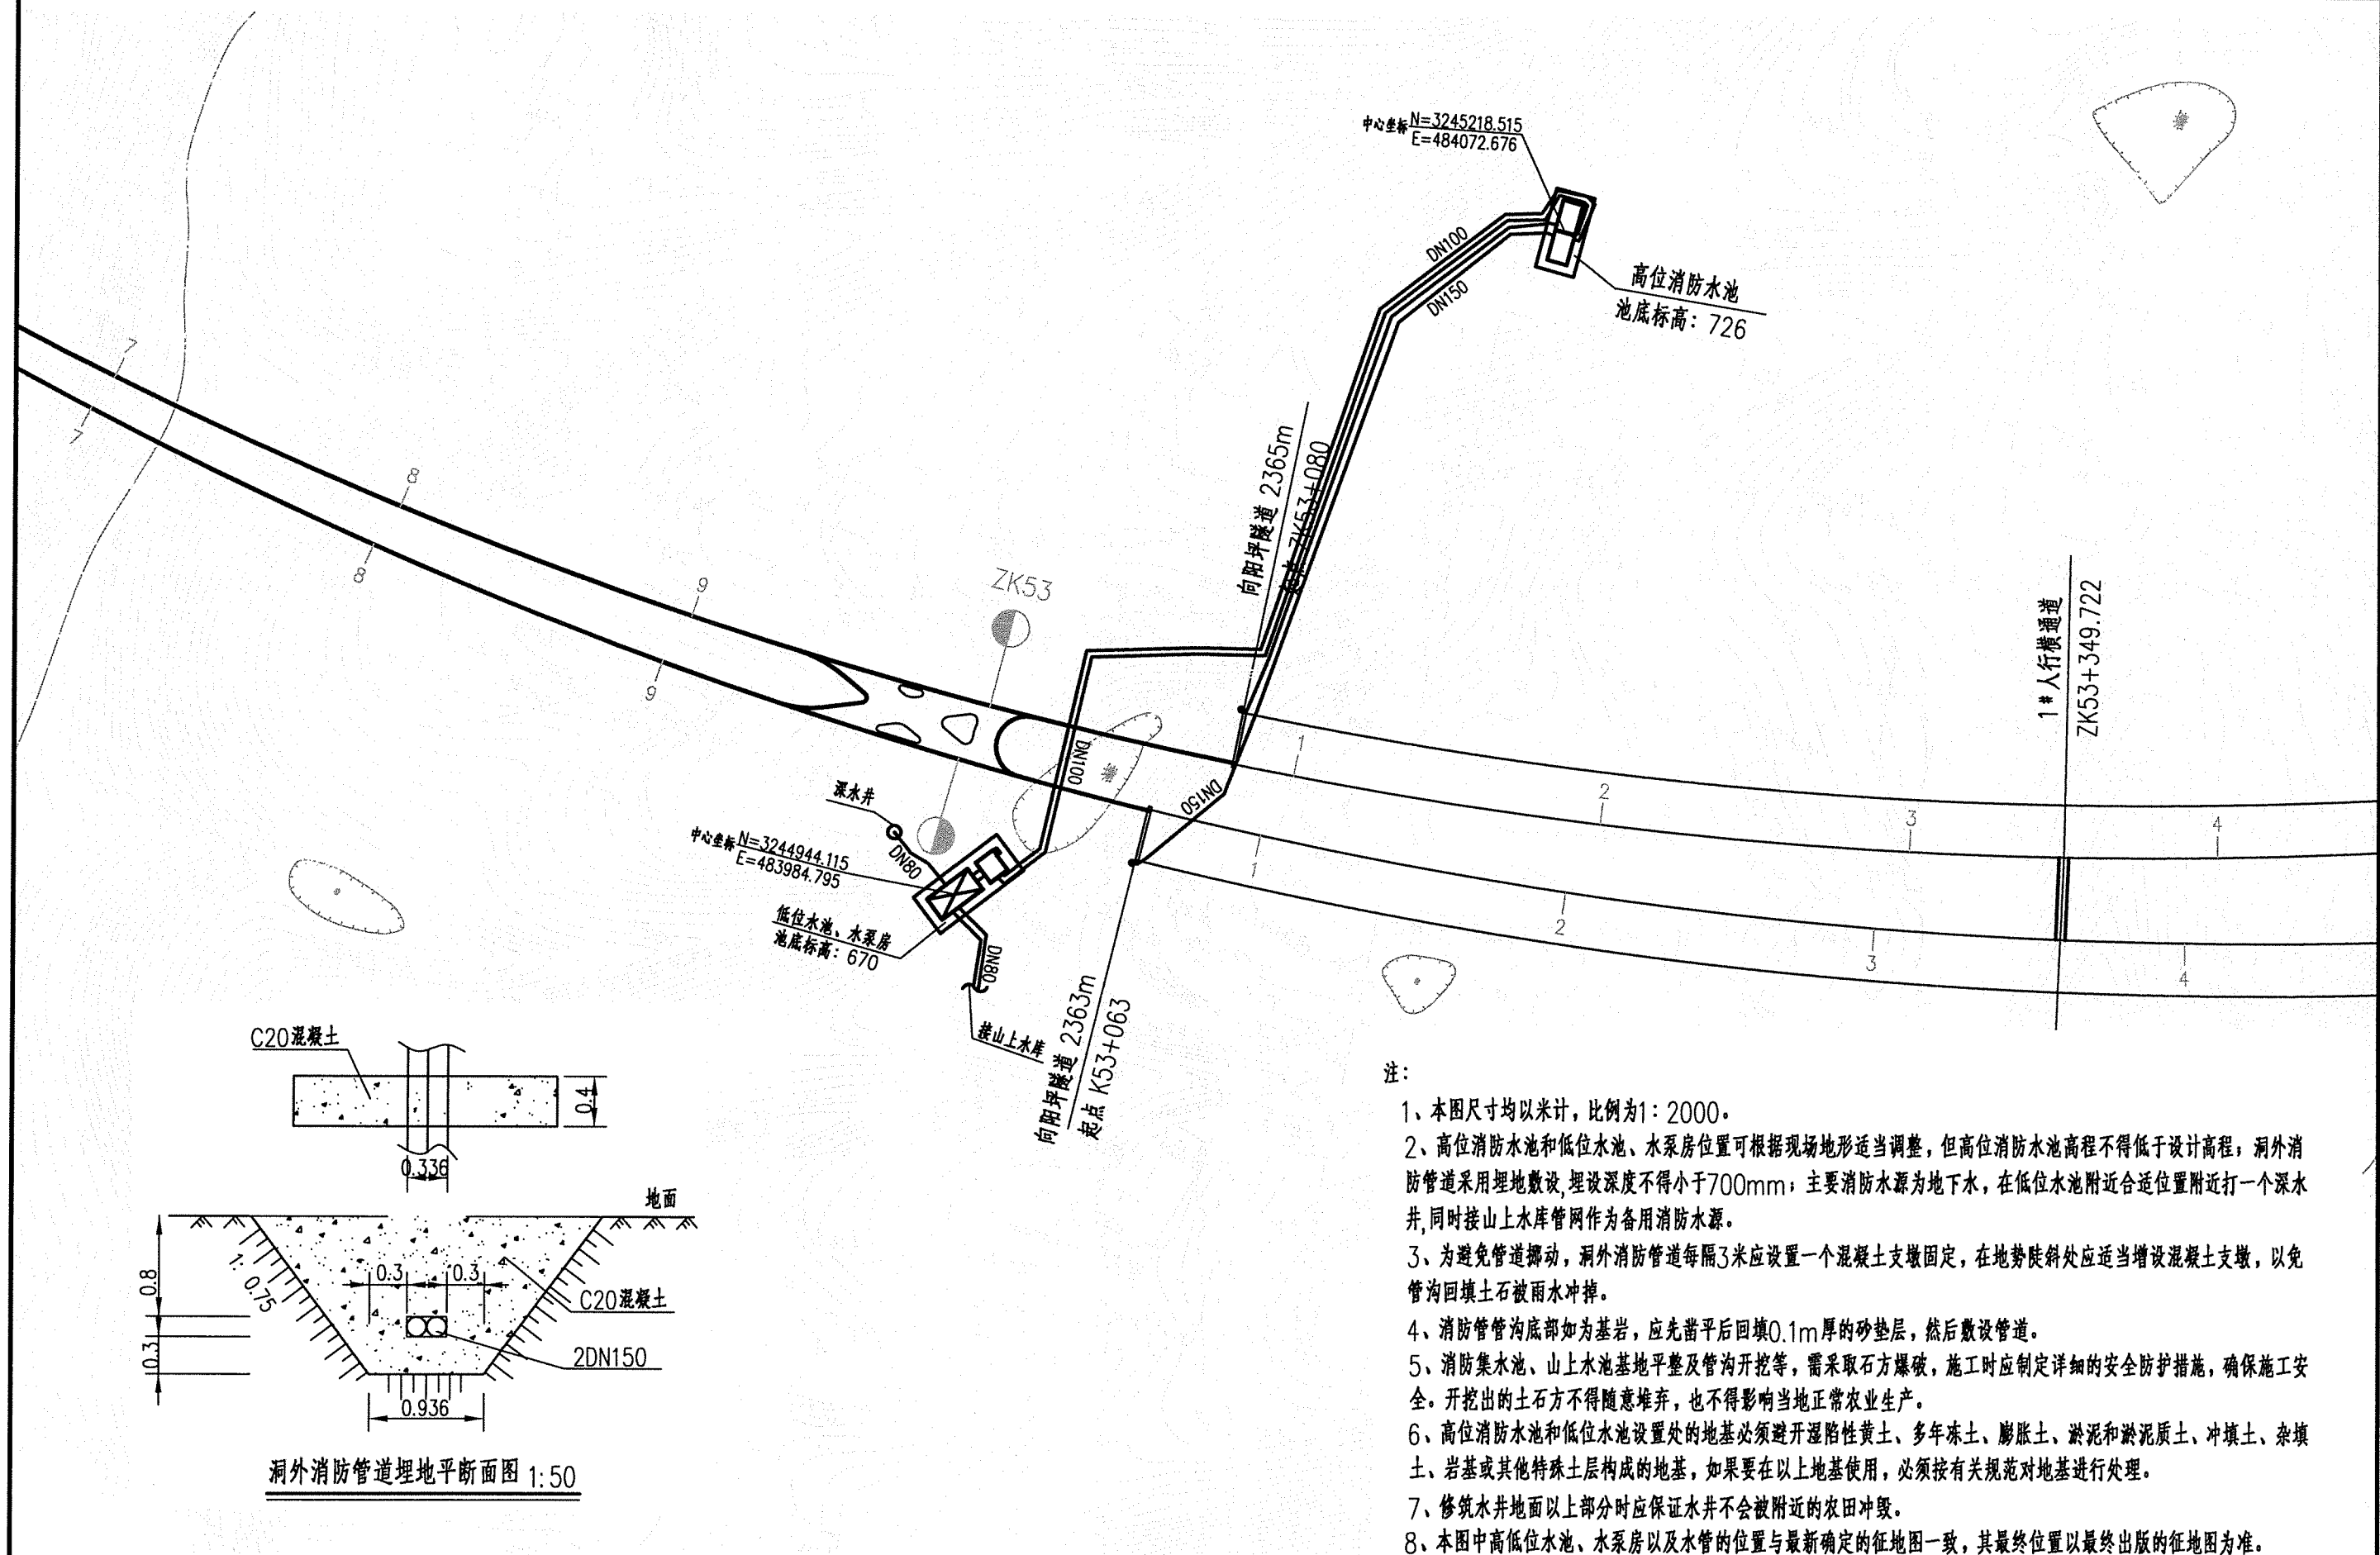 中心坐标 N=3245218.515
E=484072.676
DN100
DN150
高位消防水池
池底标高：726
7
7
8
8
9
9
ZK53
向阳坪隧道 2365m
起点 ZK53+080
1#人行横通道
ZK53+349.722
DN100
DN150
1
2
3
4
1
2
3
4
深水井
DN80
中心坐标 N=3244944.115
E=483984.795
低位水池、水泵房
池底标高：670
DN80
接山上水库
向阳坪隧道 2363m
起点 K53+063
C20混凝土
0.4
0.336
地面
0.8
0.3
1：0.75
0.3
0.3
C20混凝土
2DN150
0.936
洞外消防管道埋地平断面图 1:50
注：
1、本图尺寸均以米计，比例为1：2000。
2、高位消防水池和低位水池、水泵房位置可根据现场地形适当调整，但高位消防水池高程不得低于设计高程；洞外消
防管道采用埋地敷设,埋设深度不得小于700mm；主要消防水源为地下水，在低位水池附近合适位置附近打一个深水
井,同时接山上水库管网作为备用消防水源。
3、为避免管道挪动，洞外消防管道每隔3米应设置一个混凝土支墩固定，在地势陡斜处应适当增设混凝土支墩，以免
管沟回填土石被雨水冲掉。
4、消防管管沟底部如为基岩，应先凿平后回填0.1m厚的砂垫层，然后敷设管道。
5、消防集水池、山上水池基地平整及管沟开挖等，需采取石方爆破，施工时应制定详细的安全防护措施，确保施工安
全。开挖出的土石方不得随意堆弃，也不得影响当地正常农业生产。
6、高位消防水池和低位水池设置处的地基必须避开湿陷性黄土、多年冻土、膨胀土、淤泥和淤泥质土、冲填土、杂填
土、岩基或其他特殊土层构成的地基，如果要在以上地基使用，必须按有关规范对地基进行处理。
7、修筑水井地面以上部分时应保证水井不会被附近的农田冲毁。
8、本图中高低位水池、水泵房以及水管的位置与最新确定的征地图一致，其最终位置以最终出版的征地图为准。